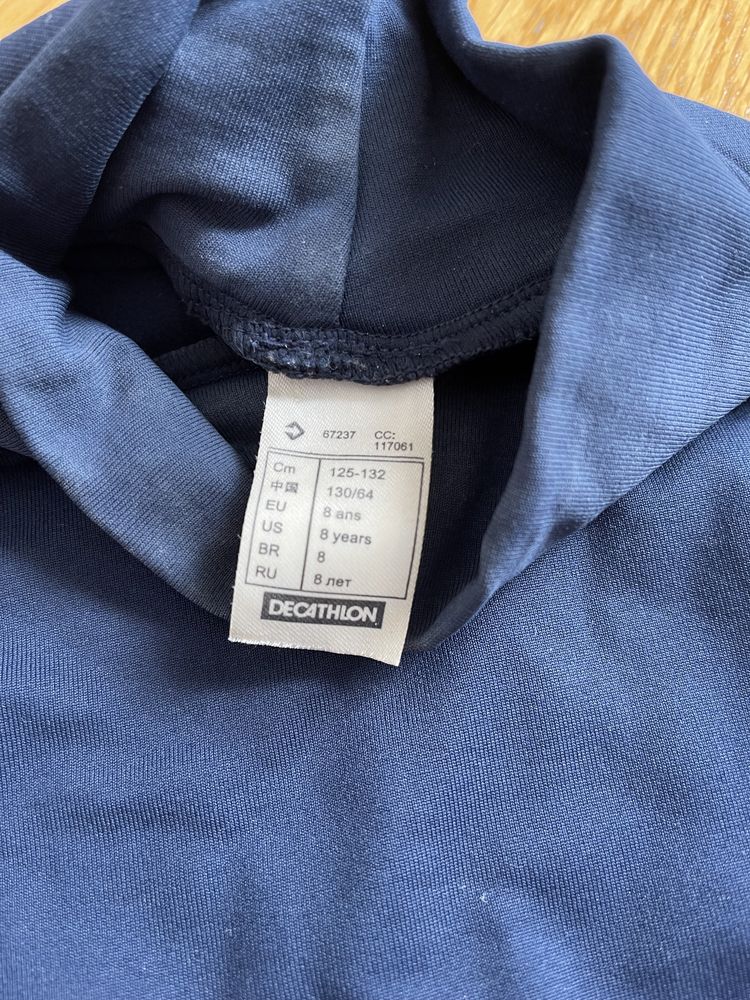 67237 CC:
117061
Cm 125-132
中国 130/64
EU 8 ans
US 8 years
BR 8
RU 8 лет
DECATHLON